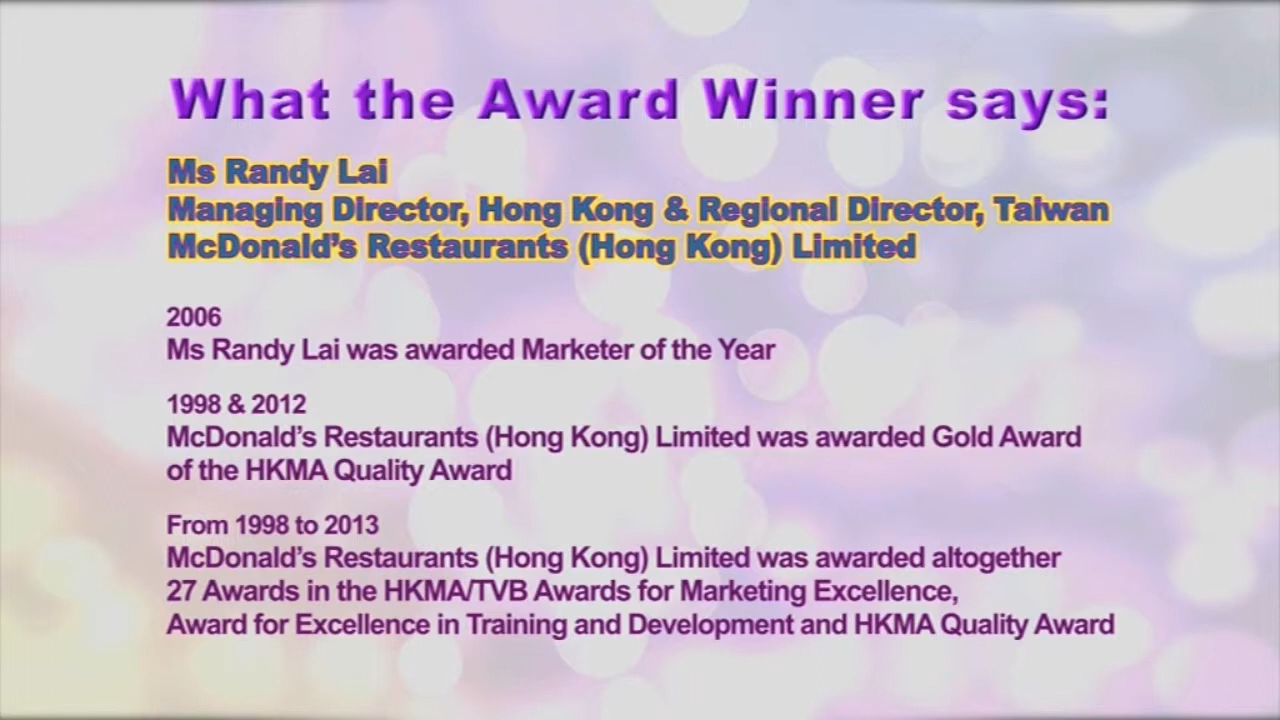 What the Award Winner says:
Ms Randy Lai
Managing Director, Hong Kong & Regional Director, Taiwan
McDonald's Restaurants (Hong Kong) Limited
2006
Ms Randy Lai was awarded Marketer of the Year
1998 & 2012
McDonald's Restaurants (Hong Kong) Limited was awarded Gold Award
of the HKMA Quality Award
From 1998 to 2013
McDonald's Restaurants (Hong Kong) Limited was awarded altogether
27 Awards in the HKMA/TVB Awards for Marketing Excellence,
Award for Excellence in Training and Development and HKMA Quality Award